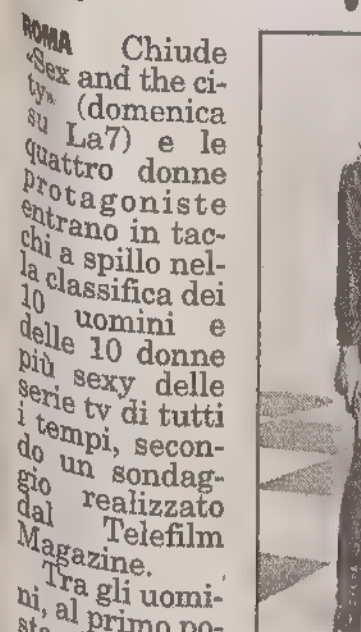 ROMA Chiude
«Sex and the ci-
ty» (domenica
su La7) e le
quattro donne
protagoniste
entrano in tac-
chi a spillo nel-
la classifica dei
10 uomini e
delle 10 donne
più sexy delle
serie tv di tutti
i tempi, secon-
do un sondag-
gio realizzato
dal Telefilm
Magazine.
Tra gli uomi-
ni, al primo po-